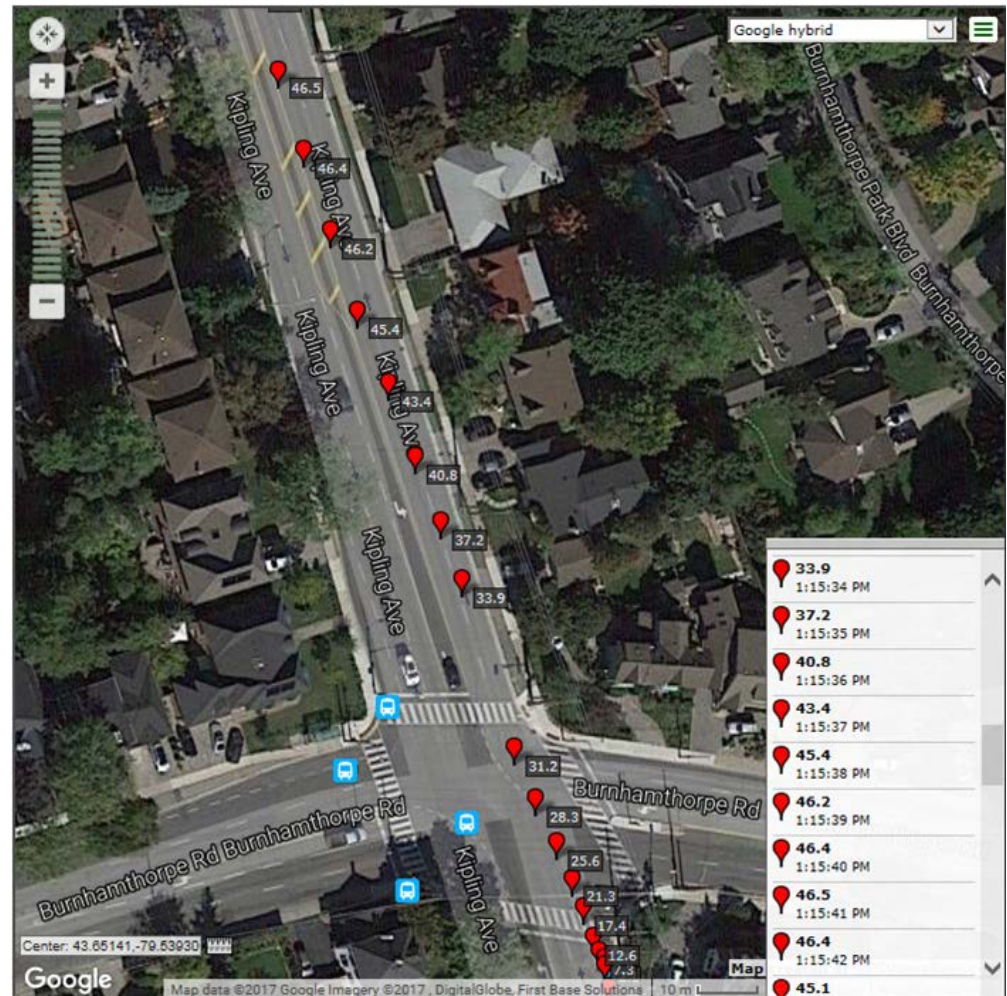 Google hybrid
46.5
Kipling Ave
46.4
Kipling Ave
46.2
Burnhamthorpe Park Blvd Burnhamthorpe
45.4
Kipling Ave
Kipling Ave
43.4
40.8
37.2
Kipling Ave
33.9
31.2
Burnhamthorpe Rd
28.3
Burnhamthorpe Rd Burnhamthorpe Rd
25.6
Kipling Ave
21.3
17.4
12.6
7.3
33.9
1:15:34 PM
37.2
1:15:35 PM
40.8
1:15:36 PM
43.4
1:15:37 PM
45.4
1:15:38 PM
46.2
1:15:39 PM
46.4
1:15:40 PM
46.5
1:15:41 PM
46.4
1:15:42 PM
45.1
Center: 43.65141,-79.53930
Google
Map
Map data ©2017 Google Imagery ©2017 , DigitalGlobe, First Base Solutions
10 m